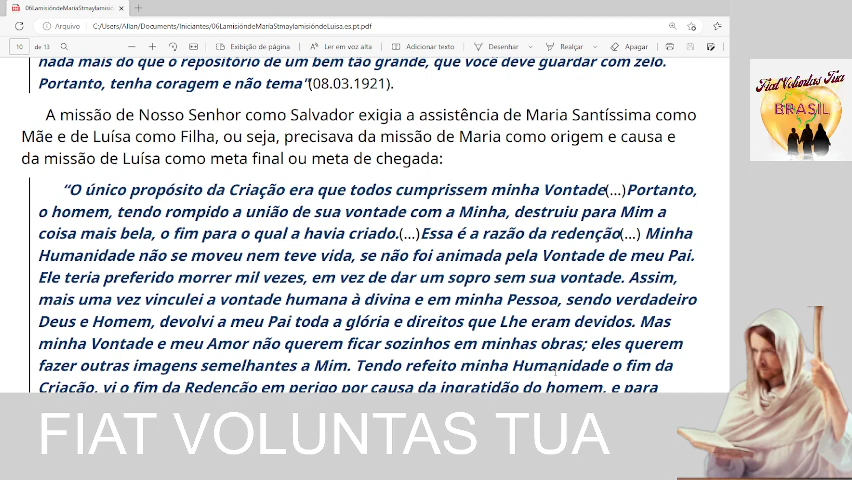 06LamisióndeMaríaStmaylamisióndeLuisa.es.pt.pdf
Arquivo
C:/Users/Allan/Documents/Iniciantes/06LamisióndeMaríaStmaylamisióndeLuisa.es.pt.pdf
10 de 13 Exibição de página Ler em voz alta Adicionar texto Desenhar Realçar Apagar
nada mais do que o repositório de um bem tão grande, que você deve guardar com zelo.
Portanto, tenha coragem e não tema"(08.03.1921).
A missão de Nosso Senhor como Salvador exigia a assistência de Maria Santíssima como
Mãe e de Luísa como Filha, ou seja, precisava da missão de Maria como origem e causa e
da missão de Luísa como meta final ou meta de chegada:
“O único propósito da Criação era que todos cumprissem minha Vontade(...)Portanto,
o homem, tendo rompido a união de sua vontade com a Minha, destruiu para Mim a
coisa mais bela, o fim para o qual a havia criado.(...)Essa é a razão da redenção(...) Minha
Humanidade não se moveu nem teve vida, se não foi animada pela Vontade de meu Pai.
Ele teria preferido morrer mil vezes, em vez de dar um sopro sem sua vontade. Assim,
mais uma vez vinculei a vontade humana à divina e em minha Pessoa, sendo verdadeiro
Deus e Homem, devolvi a meu Pai toda a glória e direitos que Lhe eram devidos. Mas
minha Vontade e meu Amor não querem ficar sozinhos em minhas obras; eles querem
fazer outras imagens semelhantes a Mim. Tendo refeito minha Humanidade o fim da
Criação, vi o fim da Redenção em perigo por causa da ingratidão do homem, e para
Fiat Voluntas Tua
BRASIL
FIAT VOLUNTAS TUA